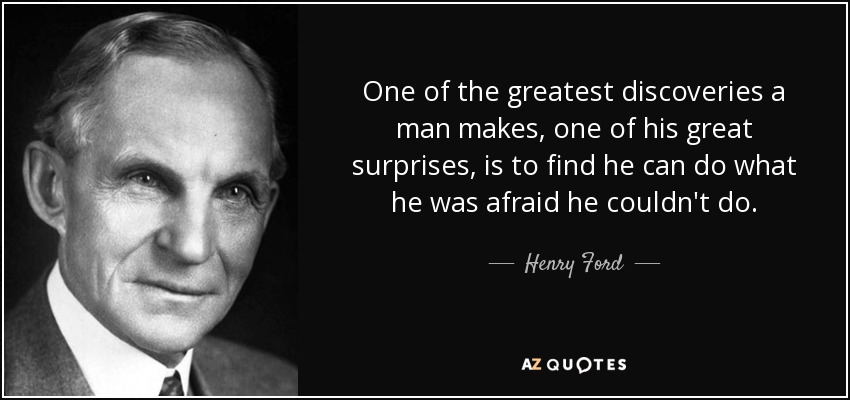 One of the greatest discoveries a
man makes, one of his great
surprises, is to find he can do what
he was afraid he couldn't do.
Henry Ford
AZ QUOTES